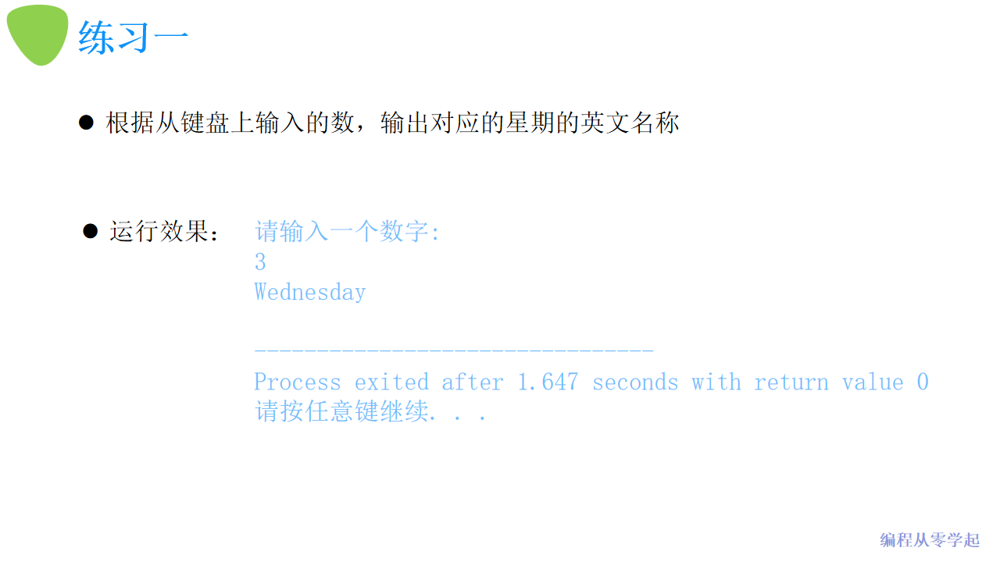 练习一
● 根据从键盘上输入的数，输出对应的星期的英文名称
● 运行效果： 请输入一个数字:
3
Wednesday
--------------------------------
Process exited after 1.647 seconds with return value 0
请按任意键继续. . .
编程从零学起